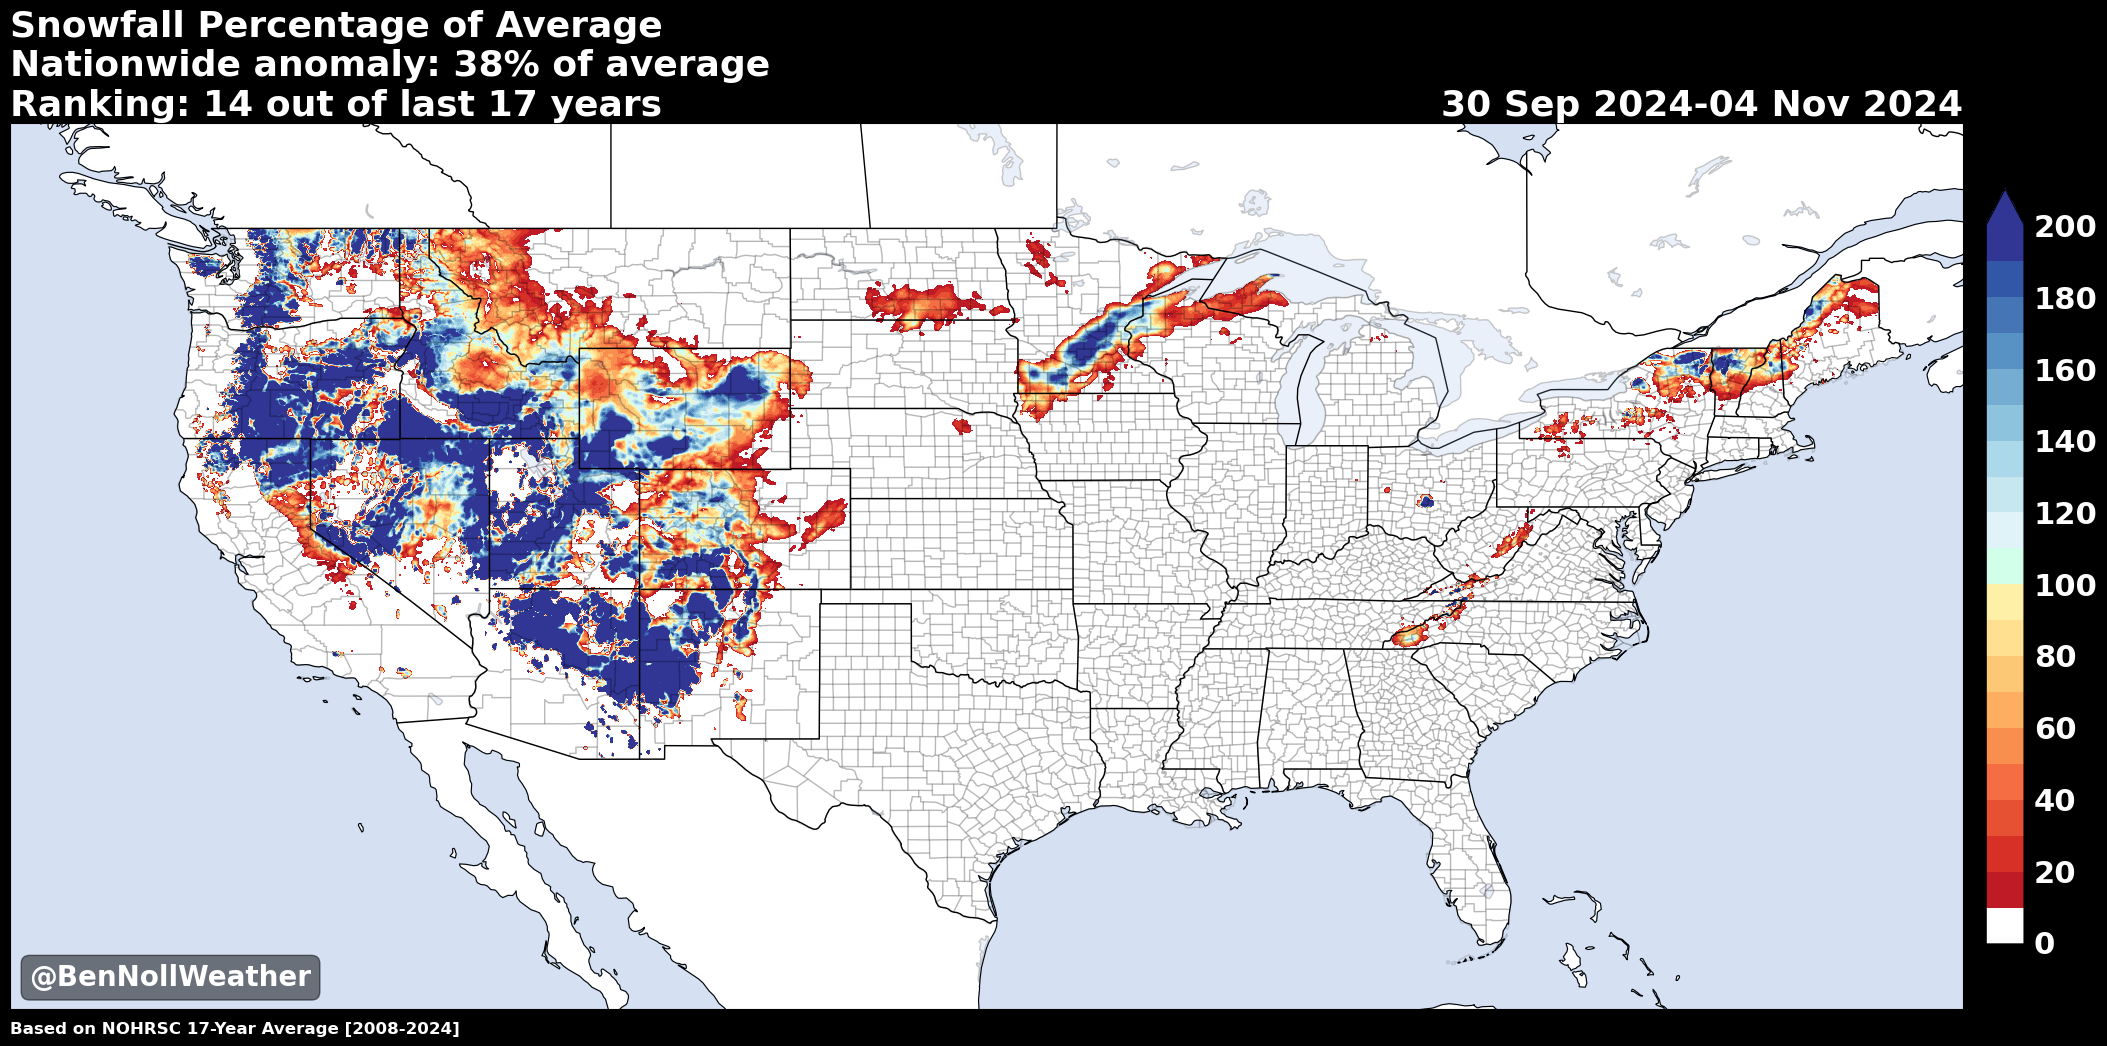 Snowfall Percentage of Average
Nationwide anomaly: 38% of average
Ranking: 14 out of last 17 years
30 Sep 2024-04 Nov 2024
200
180
160
140
120
100
80
60
40
20
0
@BenNollWeather
Based on NOHRSC 17-Year Average [2008-2024]